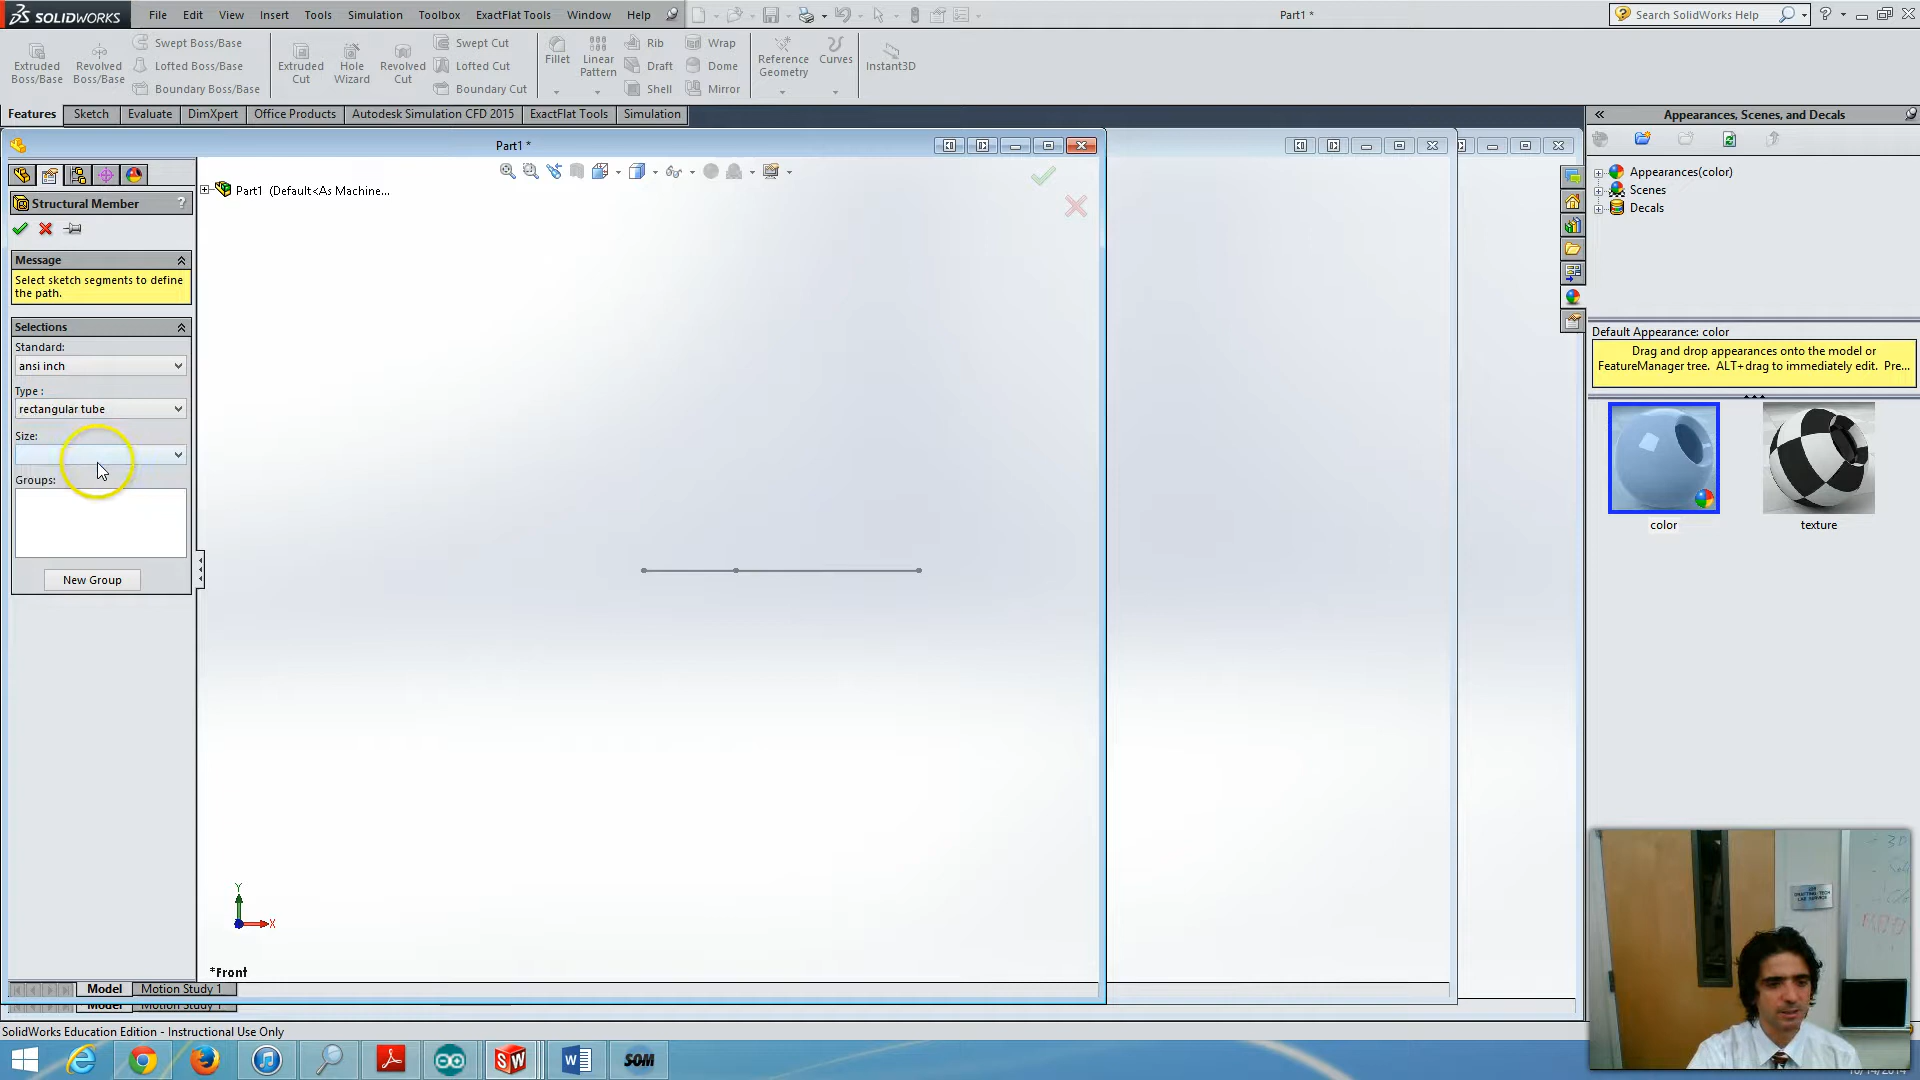 SOLIDWORKS File Edit View Insert Tools Simulation Toolbox ExactFlat Tools Window Help Part1 * Search SolidWorks Help
Extruded Boss/Base
Revolved Boss/Base
Swept Boss/Base
Lofted Boss/Base
Boundary Boss/Base
Extruded Cut
Hole Wizard
Revolved Cut
Swept Cut
Lofted Cut
Boundary Cut
Fillet
Linear Pattern
Rib
Draft
Shell
Wrap
Dome
Mirror
Reference Geometry
Curves
Instant3D
Features Sketch Evaluate DimXpert Office Products Autodesk Simulation CFD 2015 ExactFlat Tools Simulation
Appearances, Scenes, and Decals
Part1 *
Appearances(color)
Scenes
Decals
Part1 (Default<As Machine...
Structural Member ?
Message
Select sketch segments to define
the path.
Selections
Standard:
ansi inch
Type :
rectangular tube
Size:
Groups:
New Group
Default Appearance: color
Drag and drop appearances onto the model or
FeatureManager tree. ALT+drag to immediately edit. Pre...
color texture
Y
X
*Front
Model Motion Study 1
Model Motion Study 1
SolidWorks Education Edition - Instructional Use Only
SW
SOM